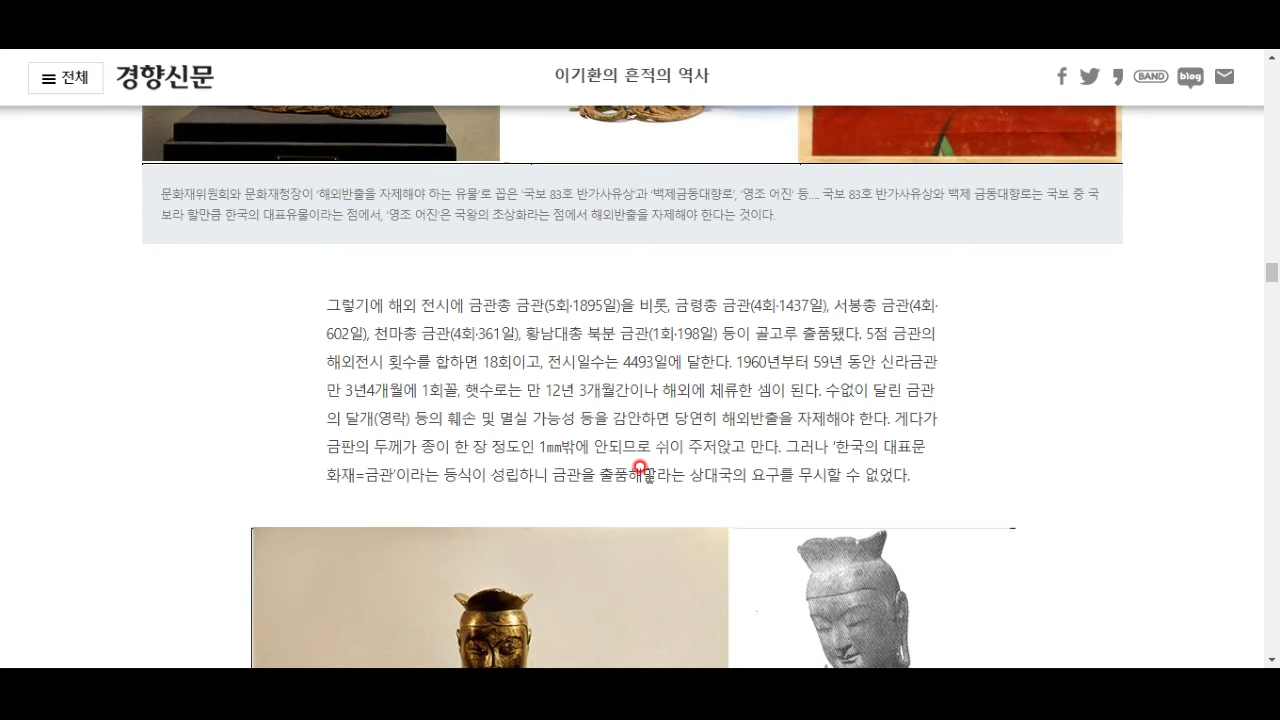 전체 경향신문 이기환의 흔적의 역사 BAND blog
문화재위원회와 문화재청장이 '해외반출을 자제해야 하는 유물'로 꼽은 '국보 83호 반가사유상'과 '백제금동대향로', '영조 어진' 등.... 국보 83호 반가사유상와 백제 금동대향로는 국보 중 국
보라 할만큼 한국의 대표유물이라는 점에서, '영조 어진'은 국왕의 초상화라는 점에서 해외반출을 자제해야 한다는 것이다.
그렇기에 해외 전시에 금관총 금관(5회·1895일)을 비롯, 금령총 금관(4회·1437일), 서봉총 금관(4회·
602일), 천마총 금관(4회·361일), 황남대총 북분 금관(1회·198일) 등이 골고루 출품됐다. 5점 금관의
해외전시 횟수를 합하면 18회이고, 전시일수는 4493일에 달한다. 1960년부터 59년 동안 신라금관
만 3년4개월에 1회꼴, 햇수로는 만 12년 3개월간이나 해외에 체류한 셈이 된다. 수없이 달린 금관
의 달개(영락) 등의 훼손 및 멸실 가능성 등을 감안하면 당연히 해외반출을 자제해야 한다. 게다가
금판의 두께가 종이 한 장 정도인 1㎜밖에 안되므로 쉬이 주저앉고 만다. 그러나 '한국의 대표문
화재=금관'이라는 등식이 성립하니 금관을 상대국의 요구를 무시할 수 없었다.